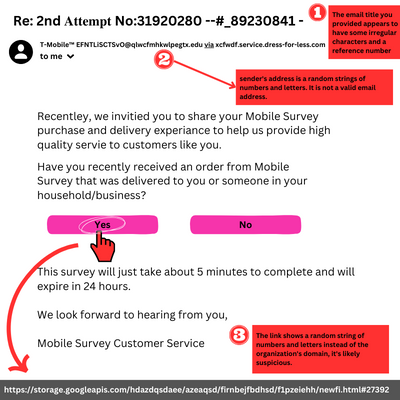 Re: 2nd Attempt No:31920280 --#_89230841 -
1
The email title you
provided appears to
have some irregular
characters and a
reference number
T-Mobile™ EFNTLISCTSvO@qlwcfmhkwlpegtx.edu via xcfwdf.service.dress-for-less.com
to me
2
sender's address is a random strings of
numbers and letters. It is not a valid email
address.
Recentley, we invitied you to share your Mobile Survey
purchase and delivery experiance to help us provide high
quality servie to customers like you.
Have you recently received an order from Mobile
Survey that was delivered to you or someone in your
household/business?
Yes
No
This survey will just take about 5 minutes to complete and will
expire in 24 hours.
We look forward to hearing from you,
Mobile Survey Customer Service
3
The link shows a random string of
numbers and letters instead of the
organization's domain, it's likely
suspicious.
https://storage.googleapis.com/hdazdqsdaee/azeaqsd/firnbejfbdhsd/f1pzeiehh/newfi.html#27392